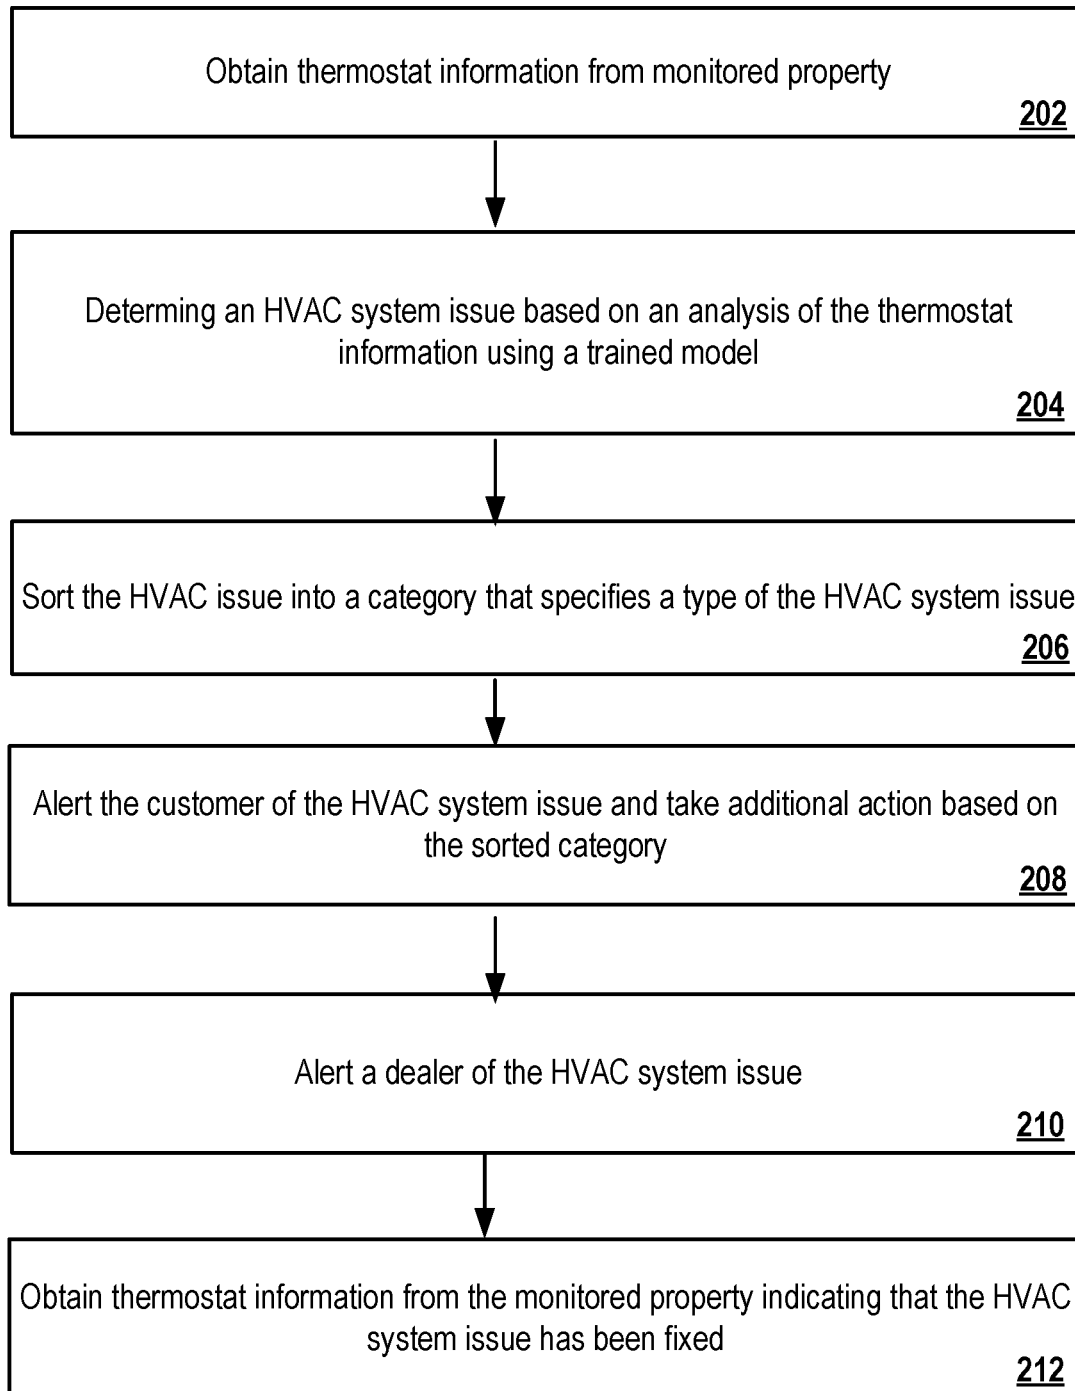 Obtain thermostat information from monitored property
202
Determing an HVAC system issue based on an analysis of the thermostat
information using a trained model
204
Sort the HVAC issue into a category that specifies a type of the HVAC system issue
206
Alert the customer of the HVAC system issue and take additional action based on
the sorted category
208
Alert a dealer of the HVAC system issue
210
Obtain thermostat information from the monitored property indicating that the HVAC
system issue has been fixed
212